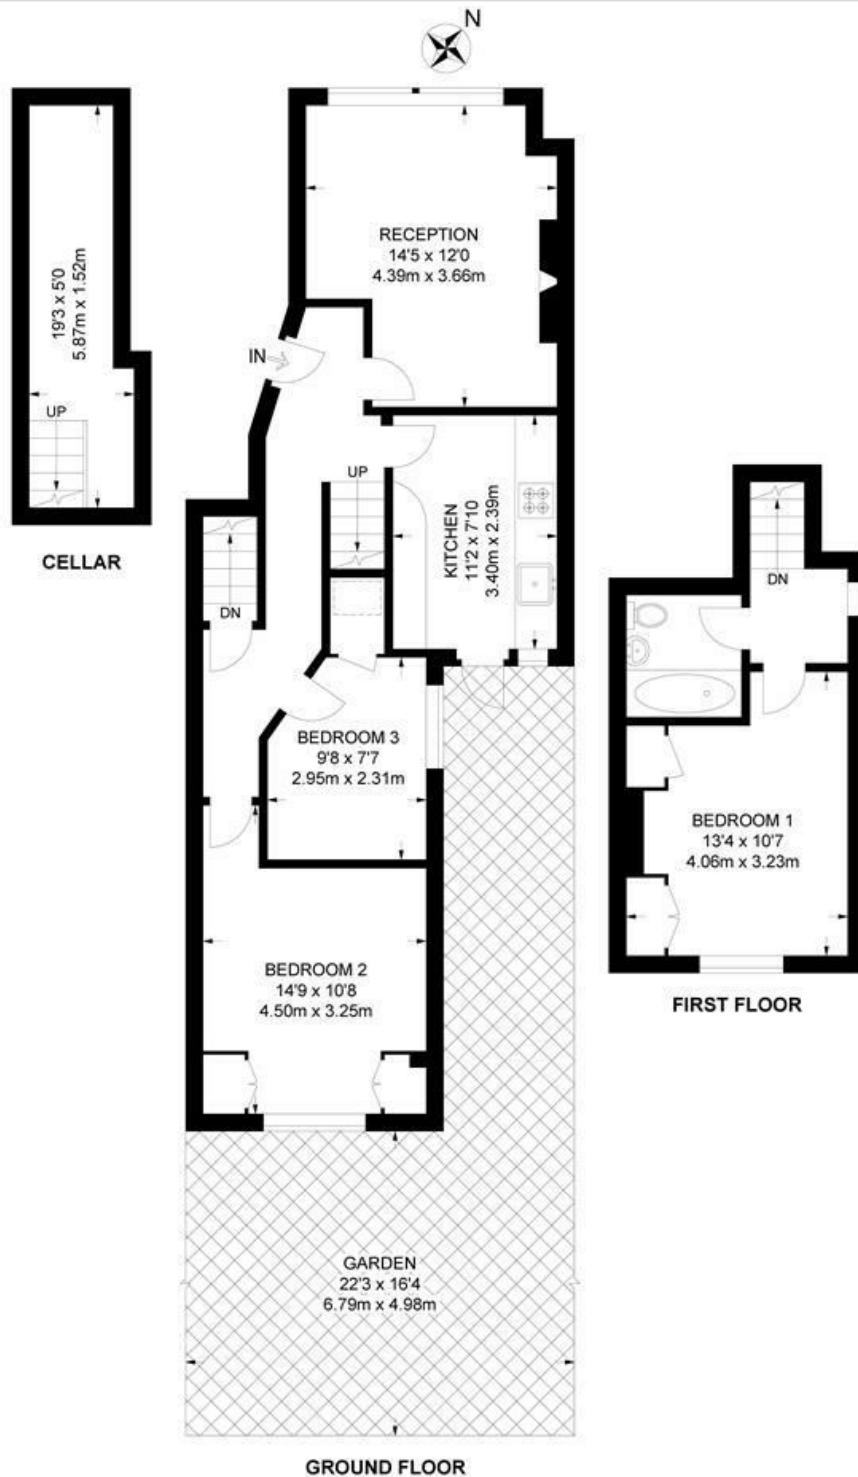 N
RECEPTION
14'5 x 12'0
4.39m x 3.66m
19'3 x 5'0
5.87m x 1.52m
UP
CELLAR
IN
UP
KITCHEN
11'2 x 7'10
3.40m x 2.39m
DN
BEDROOM 3
9'8 x 7'7
2.95m x 2.31m
BEDROOM 2
14'9 x 10'8
4.50m x 3.25m
DN
BEDROOM 1
13'4 x 10'7
4.06m x 3.23m
FIRST FLOOR
GARDEN
22'3 x 16'4
6.79m x 4.98m
GROUND FLOOR